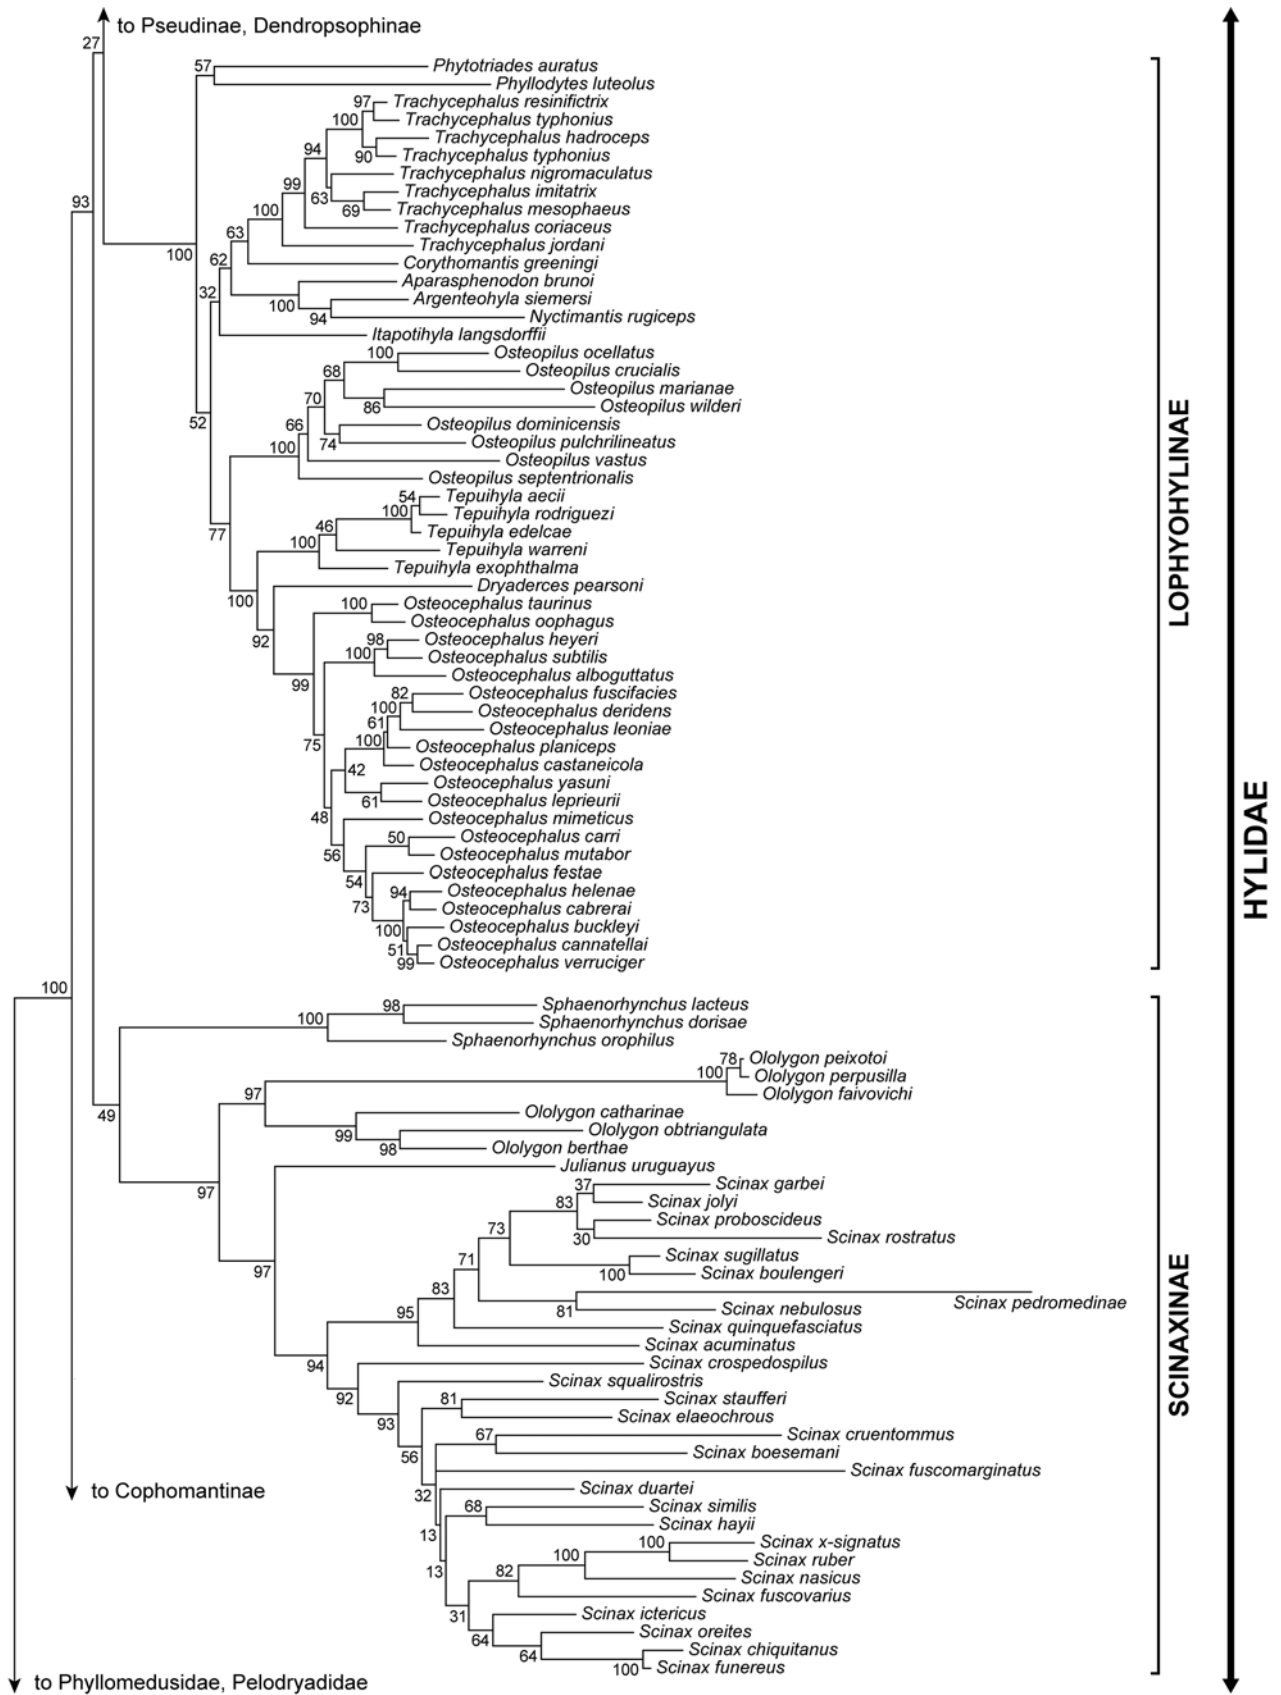 to Pseudinae, Dendropsophinae
27
57 Phytotriades auratus
Phyllodytes luteolus
97 Trachycephalus resinifictrix
100 Trachycephalus typhonius
Trachycephalus hadroceps
94 90 Trachycephalus typhonius
Trachycephalus nigromaculatus
99 63 Trachycephalus imitatrix
93 100 69 Trachycephalus mesophaeus
Trachycephalus coriaceus
63 Trachycephalus jordani
100 62 Corythomantis greeningi
Aparasphenodon brunoi
32 100 Argenteohyla siemersi
94 Nyctimantis rugiceps
Itapotihyla langsdorffii
100 Osteopilus ocellatus
68 Osteopilus crucialis
Osteopilus marianae
70 86 Osteopilus wilderi
52 66 Osteopilus dominicensis
100 74 Osteopilus pulchrilineatus
Osteopilus vastus
Osteopilus septentrionalis
54 Tepuihyla aecii
100 Tepuihyla rodriguezi
77 46 Tepuihyla edelcae
100 Tepuihyla warreni
Tepuihyla exophthalma
Dryaderces pearsoni
100 100 Osteocephalus taurinus
Osteocephalus oophagus
92 98 Osteocephalus heyeri
100 Osteocephalus subtilis
99 Osteocephalus alboguttatus
82 Osteocephalus fuscifacies
100 Osteocephalus deridens
61 Osteocephalus leoniae
75 100 Osteocephalus planiceps
Osteocephalus castaneicola
42 Osteocephalus yasuni
61 Osteocephalus leprieurii
48 Osteocephalus mimeticus
50 Osteocephalus carri
56 Osteocephalus mutabor
54 Osteocephalus festae
94 Osteocephalus helenae
73 Osteocephalus cabrerai
100 Osteocephalus buckleyi
51 Osteocephalus cannatellai
99 Osteocephalus verruciger
LOPHYOHYLINAE
HYLIDAE
100
98 Sphaenorhynchus lacteus
100 Sphaenorhynchus dorisae
Sphaenorhynchus orophilus
78 Ololygon peixotoi
100 Ololygon perpusilla
97 Ololygon faivovichi
49 Ololygon catharinae
99 Ololygon obtriangulata
98 Ololygon berthae
Julianus uruguayus
97 37 Scinax garbei
83 Scinax jolyi
Scinax proboscideus
73 30 Scinax rostratus
Scinax sugillatus
97 71 100 Scinax boulengeri
83 Scinax pedromedinae
95 81 Scinax nebulosus
Scinax quinquefasciatus
Scinax acuminatus
94 Scinax crospedospilus
92 Scinax squalirostris
81 Scinax staufferi
93 Scinax elaeochrous
67 Scinax cruentommus
56 Scinax boesemani
Scinax fuscomarginatus
32 Scinax duartei
68 Scinax similis
13 Scinax hayii
100 Scinax x-signatus
100 Scinax ruber
13 82 Scinax nasicus
Scinax fuscovarius
31 Scinax ictericus
64 Scinax oreites
64 Scinax chiquitanus
100 Scinax funereus
SCINAXINAE
to Cophomantinae
to Phyllomedusidae, Pelodryadidae